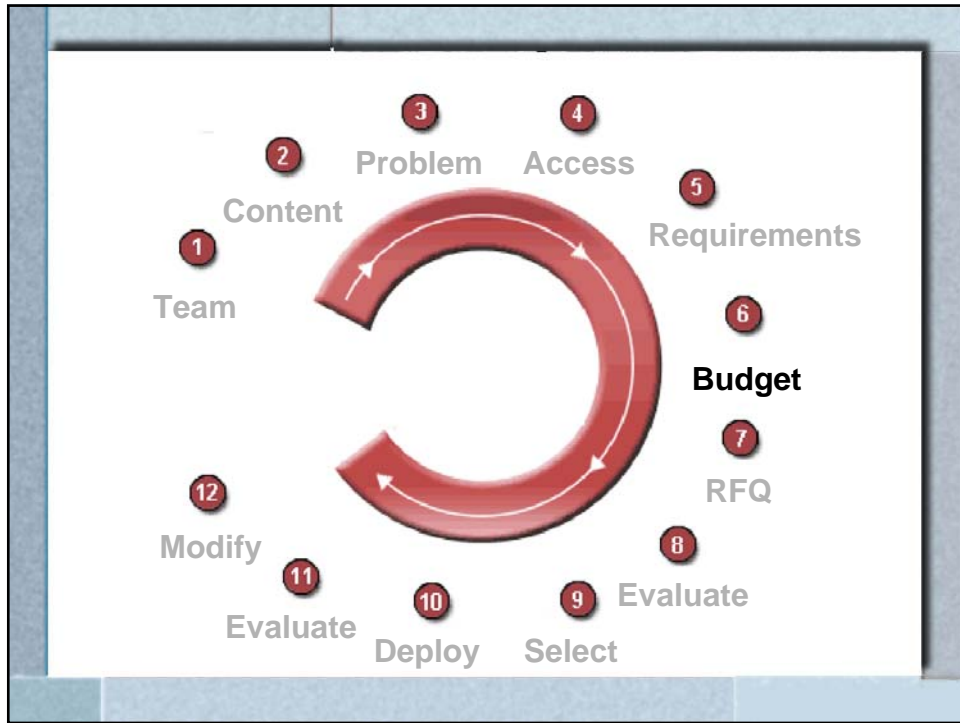 1
Team
2
Content
3
Problem
4
Access
5
Requirements
6
Budget
7
RFQ
8
Evaluate
9
Select
10
Deploy
11
Evaluate
12
Modify